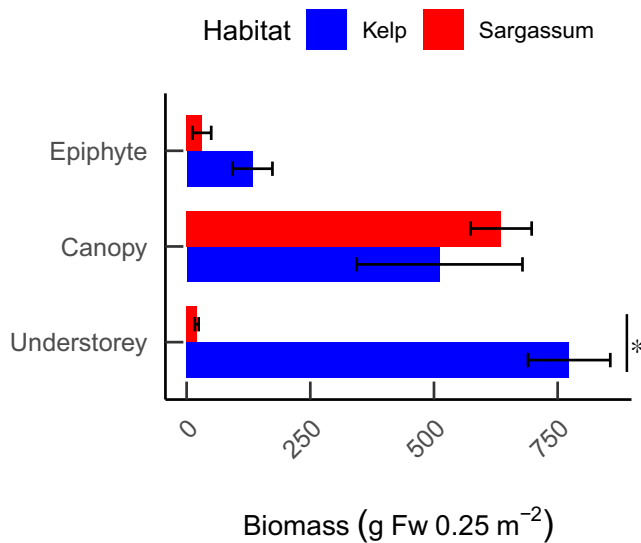 Habitat Kelp Sargassum
Epiphyte
Canopy
Understorey
*
0 250 500 750
Biomass (g Fw 0.25 m⁻²)